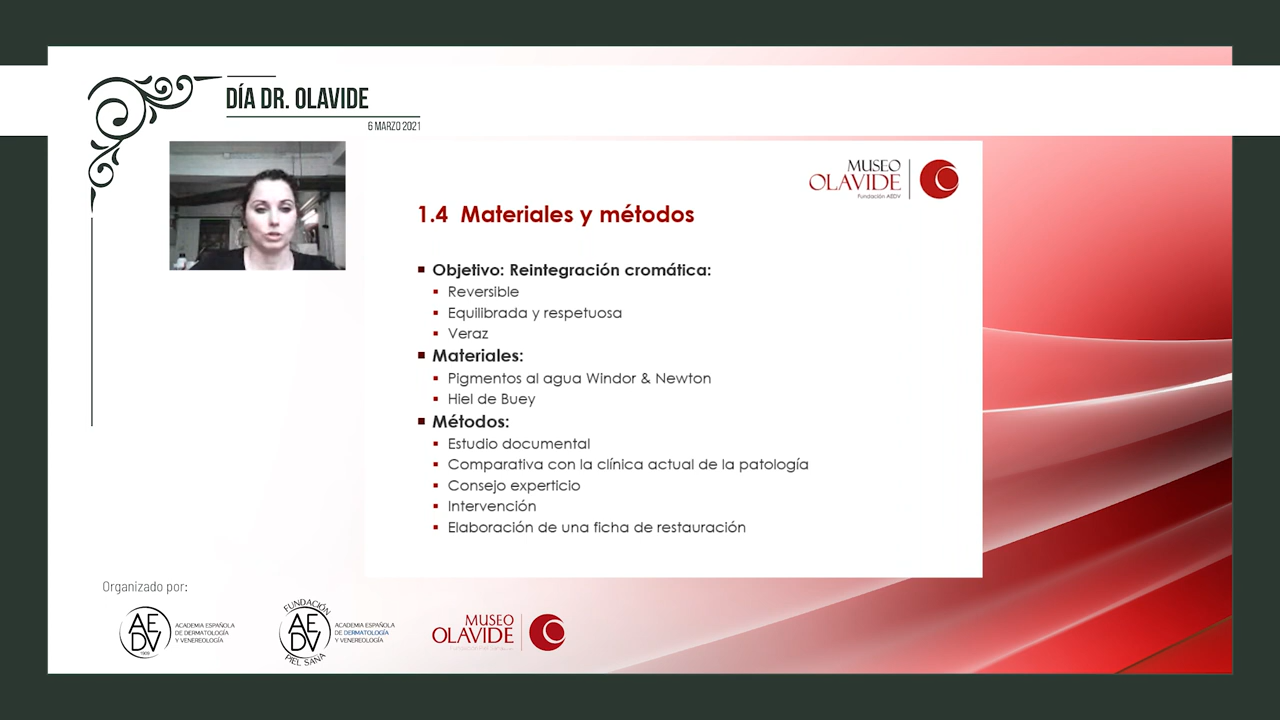 DÍA DR. OLAVIDE
6 MARZO 2021
MUSEO
OLAVIDE
Fundación AEDV
1.4 Materiales y métodos
Objetivo: Reintegración cromática:
Reversible
Equilibrada y respetuosa
Veraz
Materiales:
Pigmentos al agua Windor & Newton
Hiel de Buey
Métodos:
Estudio documental
Comparativa con la clínica actual de la patología
Consejo experticio
Intervención
Elaboración de una ficha de restauración
Organizado por:
AEDV
1909
ACADEMIA ESPAÑOLA
DE DERMATOLOGÍA
Y VENEREOLOGÍA
FUNDACIÓN
AEDV
PIEL SANA
ACADEMIA ESPAÑOLA
DE DERMATOLOGÍA
Y VENEREOLOGÍA
MUSEO
OLAVIDE